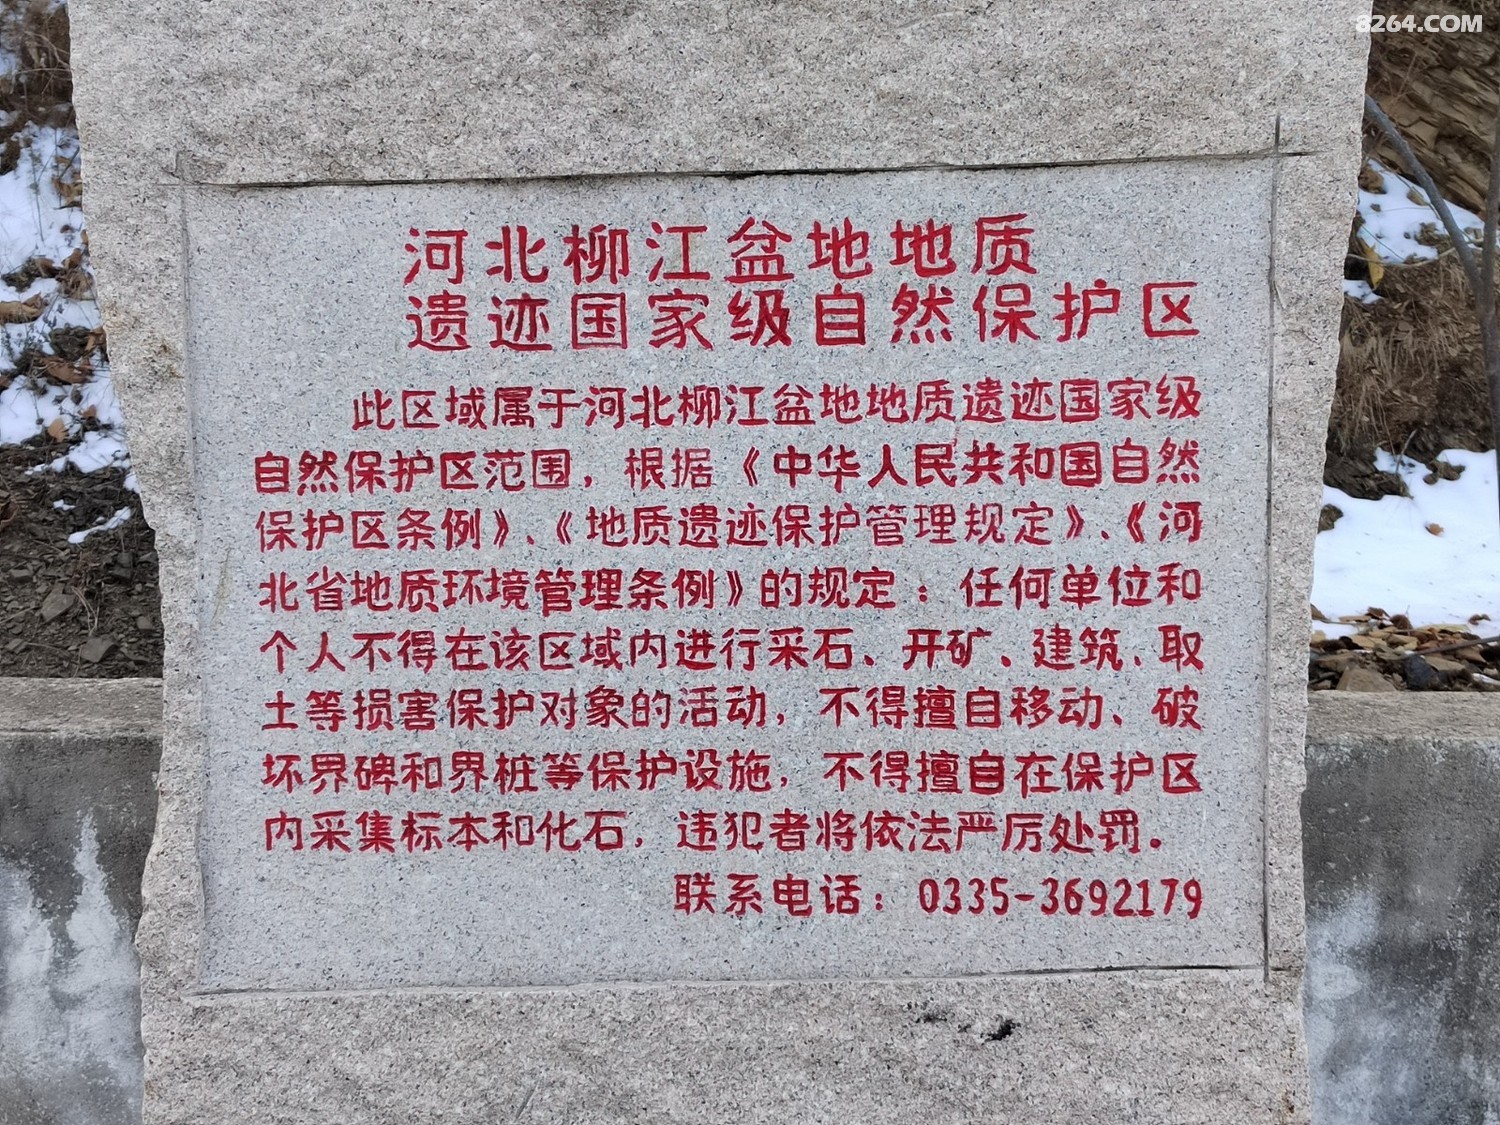 8264.COM
河北柳江盆地地质
遗迹国家级自然保护区
此区域属于河北柳江盆地地质遗迹国家级
自然保护区范围，根据《中华人民共和国自然
保护区条例》、《地质遗迹保护管理规定》、《河
北省地质环境管理条例》的规定：任何单位和
个人不得在该区域内进行采石、开矿、建筑、取
土等损害保护对象的活动，不得擅自移动、破
坏界碑和界桩等保护设施，不得擅自在保护区
内采集标本和化石，违犯者将依法严厉处罚。
联系电话：0335-3692179